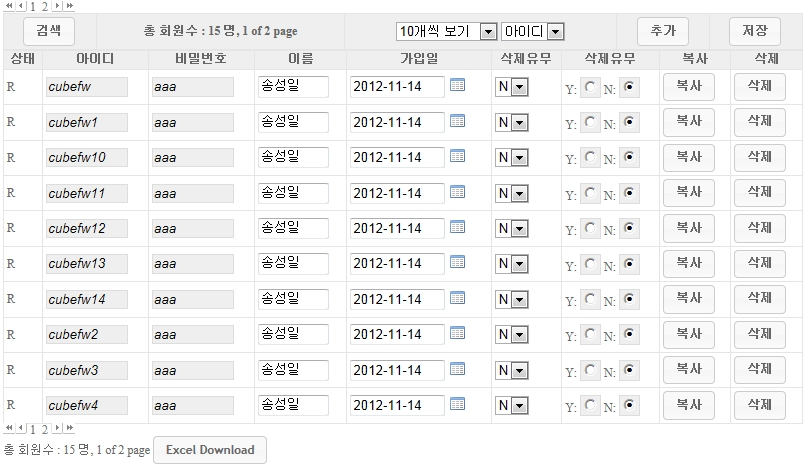 1 2
검색 총 회원수 : 15 명, 1 of 2 page 10개씩 보기 아이디 추가 저장
상태 아이디 비밀번호 이름 가입일 삭제유무 삭제유무 복사 삭제
R cubefw aaa 송성일 2012-11-14 N Y: N: 복사 삭제
R cubefw1 aaa 송성일 2012-11-14 N Y: N: 복사 삭제
R cubefw10 aaa 송성일 2012-11-14 N Y: N: 복사 삭제
R cubefw11 aaa 송성일 2012-11-14 N Y: N: 복사 삭제
R cubefw12 aaa 송성일 2012-11-14 N Y: N: 복사 삭제
R cubefw13 aaa 송성일 2012-11-14 N Y: N: 복사 삭제
R cubefw14 aaa 송성일 2012-11-14 N Y: N: 복사 삭제
R cubefw2 aaa 송성일 2012-11-14 N Y: N: 복사 삭제
R cubefw3 aaa 송성일 2012-11-14 N Y: N: 복사 삭제
R cubefw4 aaa 송성일 2012-11-14 N Y: N: 복사 삭제
1 2
총 회원수 : 15 명, 1 of 2 page Excel Download